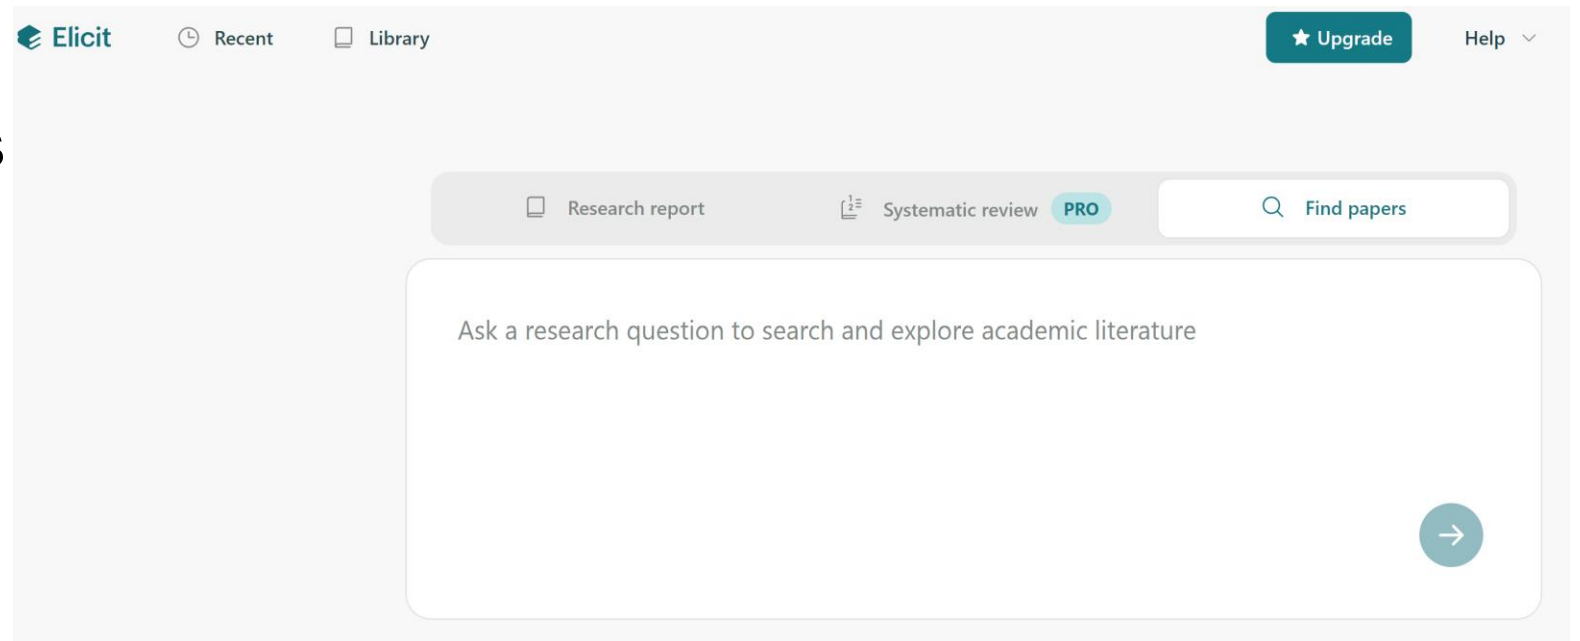 Elicit Recent Library Upgrade Help
s
Research report Systematic review PRO Find papers
Ask a research question to search and explore academic literature